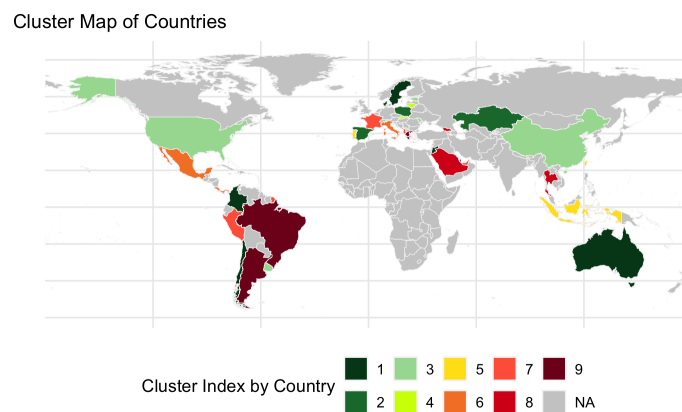 Cluster Map of Countries
Cluster Index by Country
1 3 5 7 9
2 4 6 8 NA